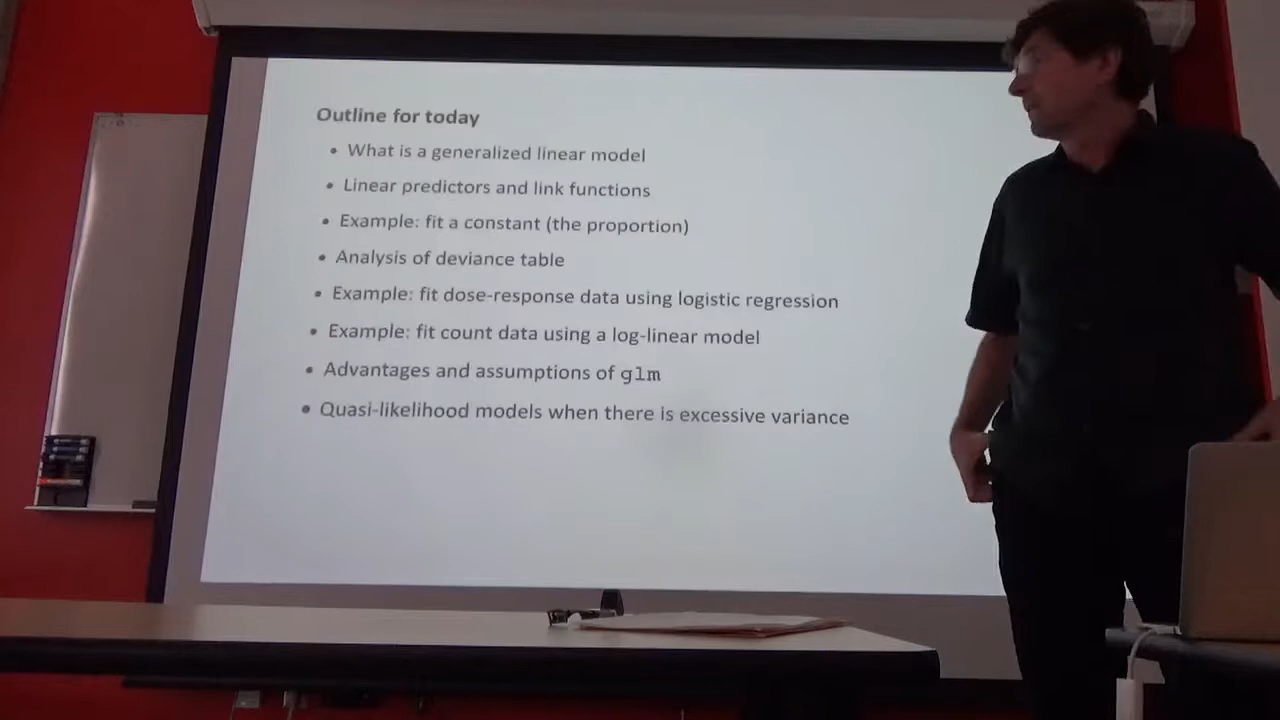 Outline for today
• What is a generalized linear model
• Linear predictors and link functions
• Example: fit a constant (the proportion)
• Analysis of deviance table
• Example: fit dose-response data using logistic regression
• Example: fit count data using a log-linear model
• Advantages and assumptions of glm
• Quasi-likelihood models when there is excessive variance